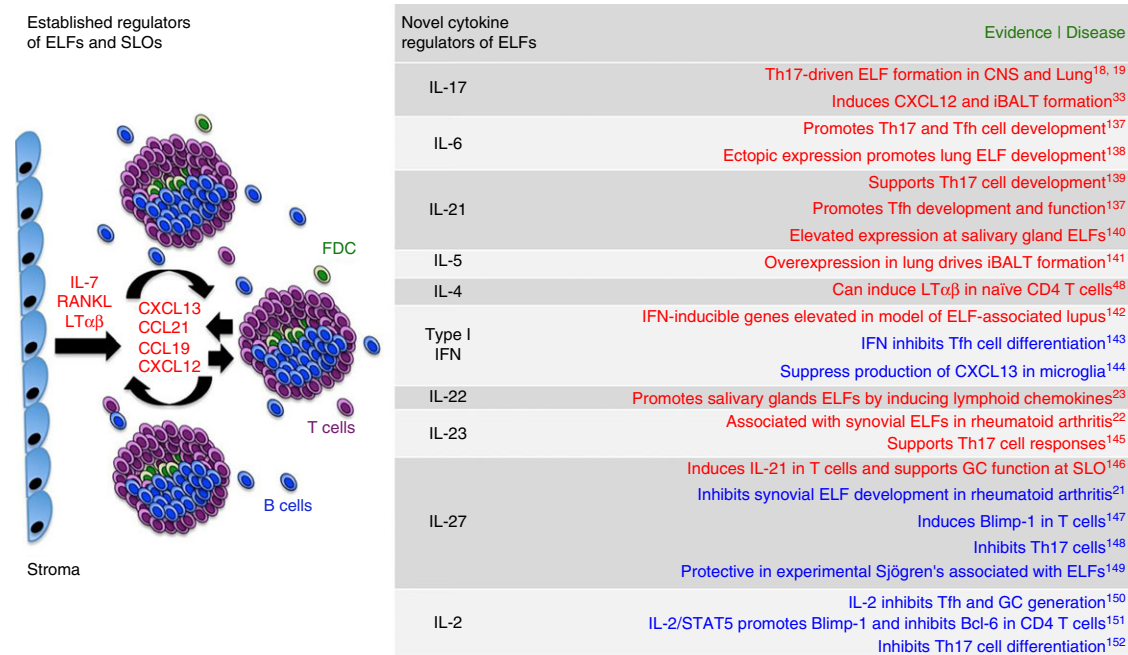 Established regulators
of ELFs and SLOs
FDC
IL-7
RANKL
LTαβ
CXCL13
CCL21
CCL19
CXCL12
T cells
B cells
Stroma
Novel cytokine
regulators of ELFs
Evidence | Disease
IL-17
Th17-driven ELF formation in CNS and Lung18, 19
Induces CXCL12 and iBALT formation33
IL-6
Promotes Th17 and Tfh cell development137
Ectopic expression promotes lung ELF development138
IL-21
Supports Th17 cell development139
Promotes Tfh development and function137
Elevated expression at salivary gland ELFs140
IL-5
Overexpression in lung drives iBALT formation141
IL-4
Can induce LTαβ in naïve CD4 T cells48
Type I
IFN
IFN-inducible genes elevated in model of ELF-associated lupus142
IFN inhibits Tfh cell differentiation143
Suppress production of CXCL13 in microglia144
IL-22
Promotes salivary glands ELFs by inducing lymphoid chemokines23
IL-23
Associated with synovial ELFs in rheumatoid arthritis22
Supports Th17 cell responses145
IL-27
Induces IL-21 in T cells and supports GC function at SLO146
Inhibits synovial ELF development in rheumatoid arthritis21
Induces Blimp-1 in T cells147
Inhibits Th17 cells148
Protective in experimental Sjögren's associated with ELFs149
IL-2
IL-2 inhibits Tfh and GC generation150
IL-2/STAT5 promotes Blimp-1 and inhibits Bcl-6 in CD4 T cells151
Inhibits Th17 cell differentiation152